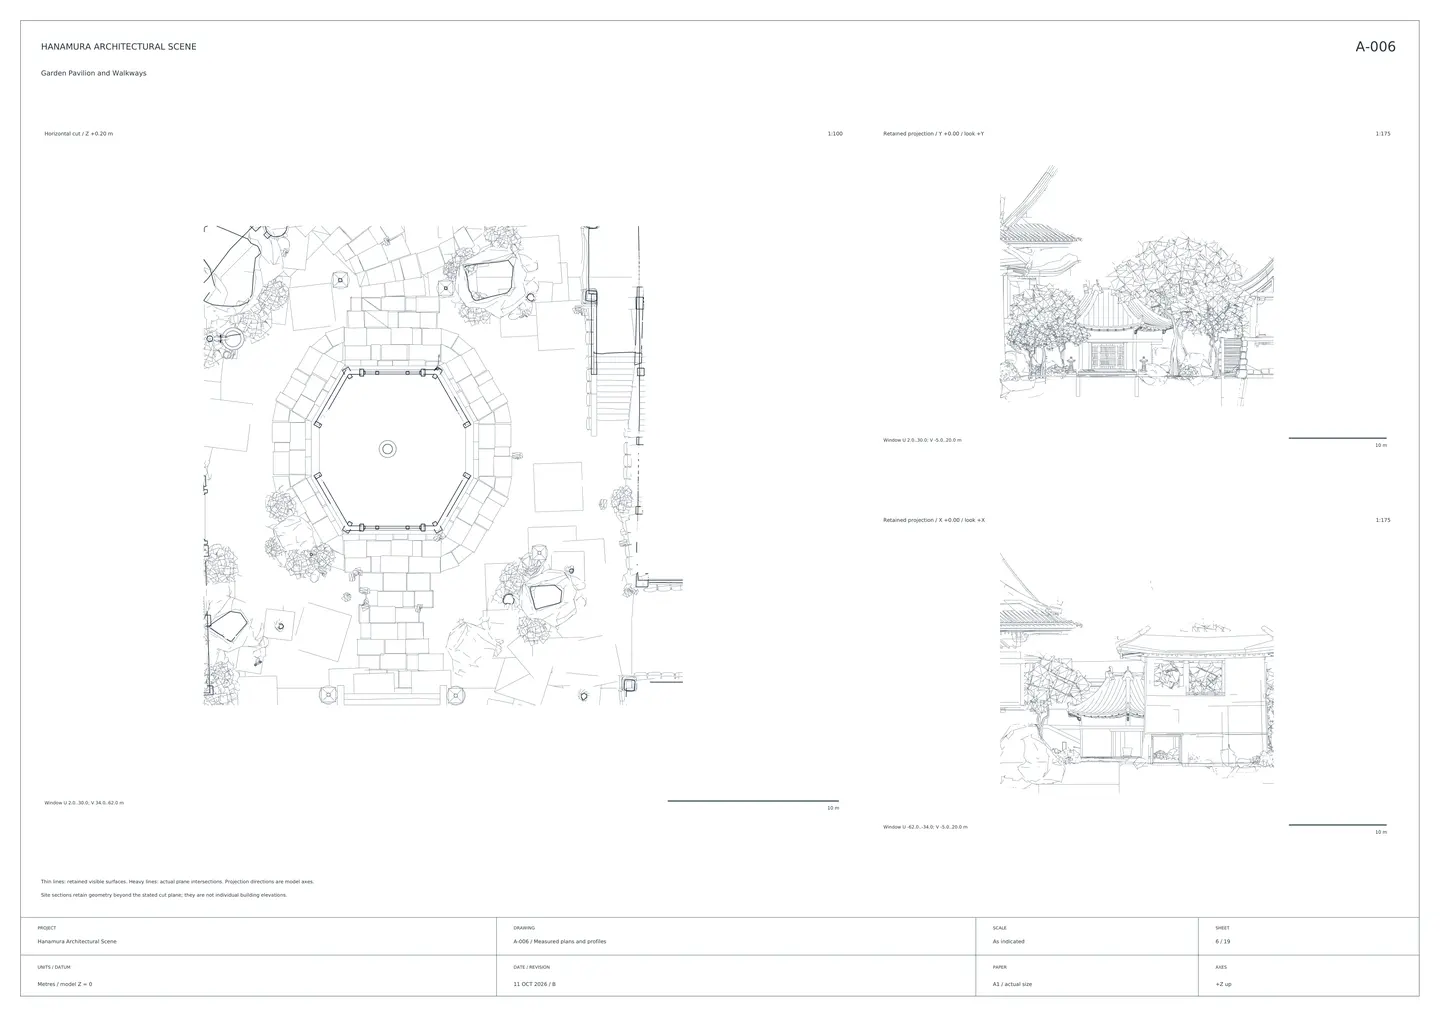 HANAMURA ARCHITECTURAL SCENE
A-006
Garden Pavilion and Walkways
Horizontal cut / Z +0.20 m
1:100
Retained projection / Y +0.00 / look +Y
1:175
Window U 2.0..30.0; V -5.0..20.0 m
10 m
Retained projection / X +0.00 / look +X
1:175
Window U 2.0..30.0; V 34.0..62.0 m
10 m
Window U -62.0..-34.0; V -5.0..20.0 m
10 m
Thin lines: retained visible surfaces. Heavy lines: actual plane intersections. Projection directions are model axes.
Site sections retain geometry beyond the stated cut plane; they are not individual building elevations.
PROJECT
Hanamura Architectural Scene
DRAWING
A-006 / Measured plans and profiles
SCALE
As indicated
SHEET
6 / 19
UNITS / DATUM
Metres / model Z = 0
DATE / REVISION
11 OCT 2026 / B
PAPER
A1 / actual size
AXES
+Z up